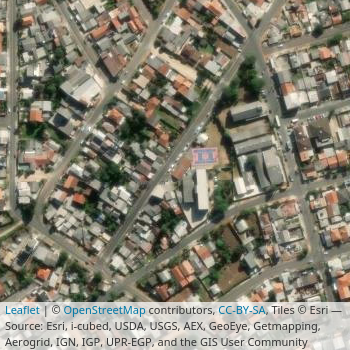 Leaflet | © OpenStreetMap contributors, CC-BY-SA, Tiles © Esri —
Source: Esri, i-cubed, USDA, USGS, AEX, GeoEye, Getmapping,
Aerogrid, IGN, IGP, UPR-EGP, and the GIS User Community